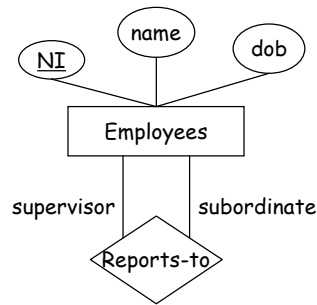 name
NI
dob
Employees
supervisor
subordinate
Reports-to